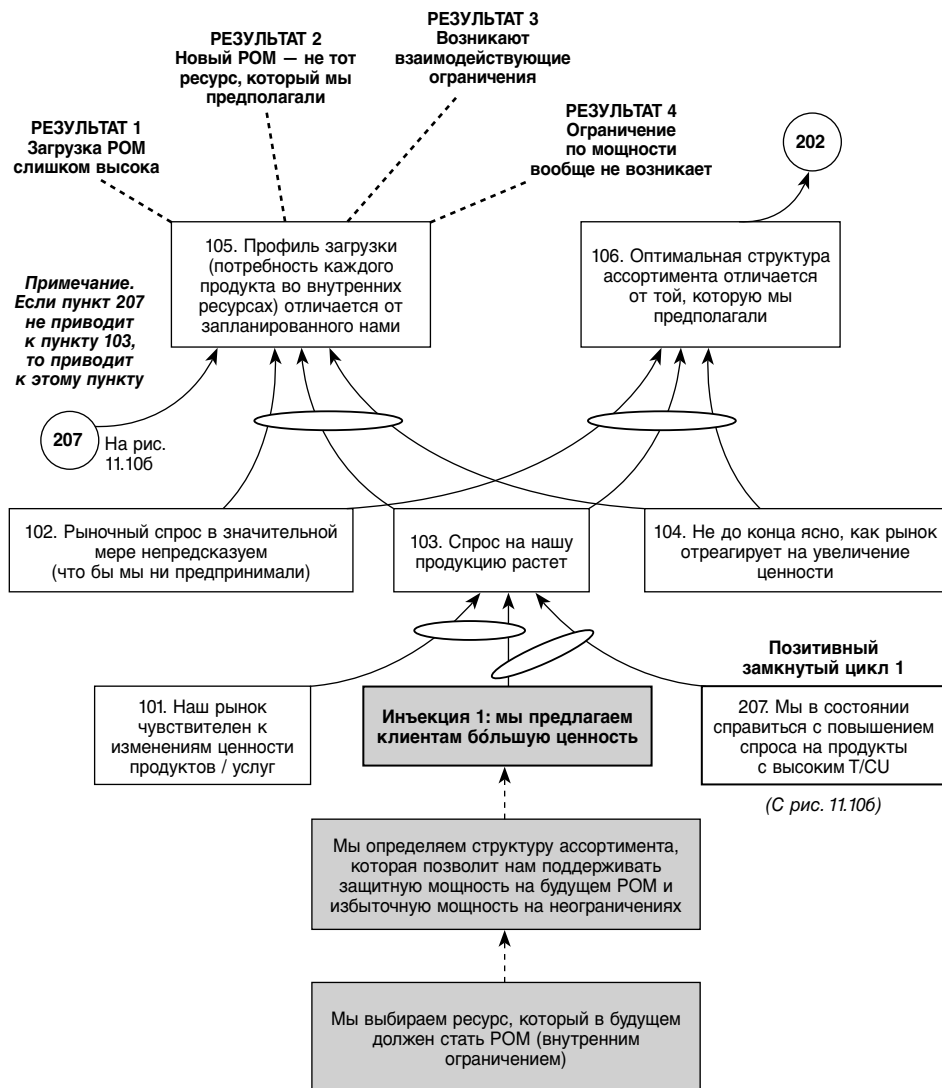 РЕЗУЛЬТАТ 3
Возникают
взаимодействующие
ограничения
РЕЗУЛЬТАТ 2
Новый РОМ — не тот
ресурс, который мы
предполагали
РЕЗУЛЬТАТ 1
Загрузка РОМ
слишком высока
РЕЗУЛЬТАТ 4
Ограничение
по мощности
вообще не возникает
202
105. Профиль загрузки
(потребность каждого
продукта во внутренних
ресурсах) отличается от
запланированного нами
106. Оптимальная структура
ассортимента отличается
от той, которую мы
предполагали
Примечание.
Если пункт 207
не приводит
к пункту 103,
то приводит
к этому пункту
207
На рис.
11.10б
102. Рыночный спрос в значительной
мере непредсказуем
(что бы мы ни предпринимали)
103. Спрос на нашу
продукцию растет
104. Не до конца ясно, как рынок
отреагирует на увеличение
ценности
Позитивный
замкнутый цикл 1
101. Наш рынок
чувствителен к
изменениям ценности
продуктов / услуг
Инъекция 1: мы предлагаем
клиентам бо́льшую ценность
207. Мы в состоянии
справиться с повышением
спроса на продукты
с высоким T/CU
(С рис. 11.10б)
Мы определяем структуру ассортимента,
которая позволит нам поддерживать
защитную мощность на будущем РОМ и
избыточную мощность на неограничениях
Мы выбираем ресурс, который в будущем
должен стать РОМ (внутренним
ограничением)